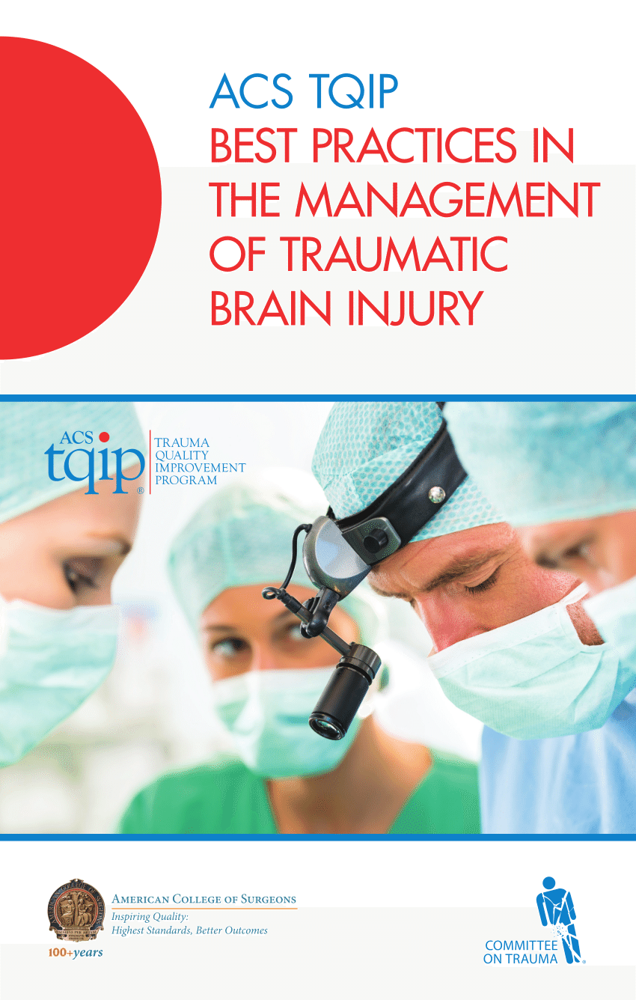 ACS TQIP
BEST PRACTICES IN
THE MANAGEMENT
OF TRAUMATIC
BRAIN INJURY
ACS
tqip®
TRAUMA
QUALITY
IMPROVEMENT
PROGRAM
AMERICAN COLLEGE OF SURGEONS
Inspiring Quality:
Highest Standards, Better Outcomes
100+years
COMMITTEE
ON TRAUMA®